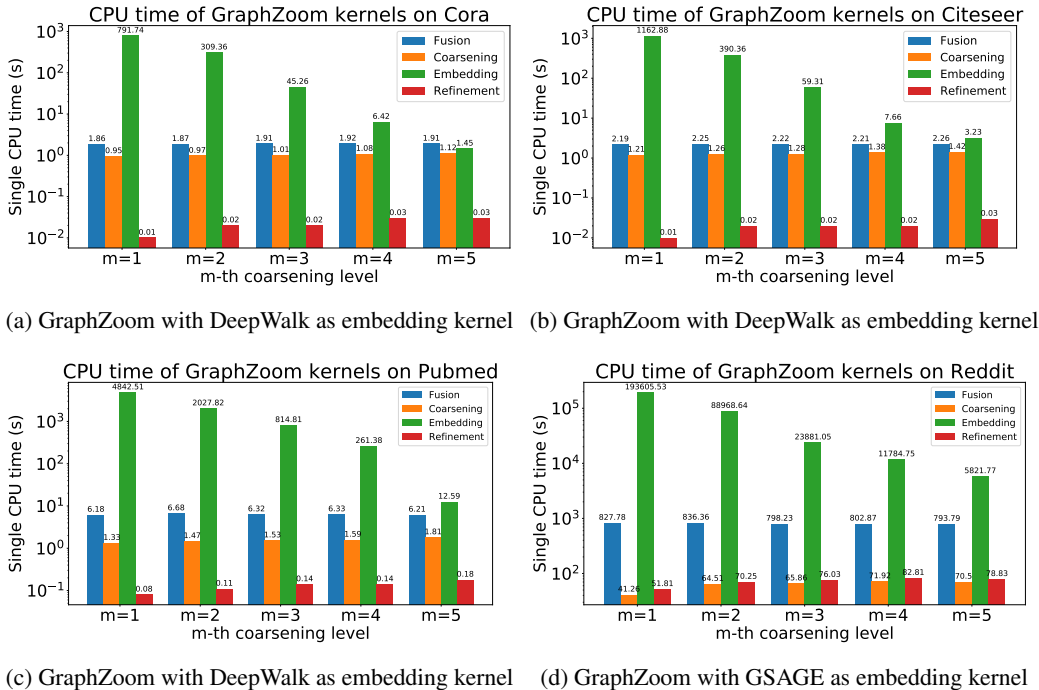 CPU time of GraphZoom kernels on Cora
Single CPU time (s)
10^3
10^2
10^1
10^0
10^-1
10^-2
Fusion
Coarsening
Embedding
Refinement
1.86
0.95
791.74
0.01
1.87
0.97
309.36
0.02
1.91
1.01
45.26
0.02
1.92
1.08
6.42
0.03
1.91
1.12
1.45
0.03
m=1 m=2 m=3 m=4 m=5
m-th coarsening level
(a) GraphZoom with DeepWalk as embedding kernel
CPU time of GraphZoom kernels on Citeseer
Single CPU time (s)
10^3
10^2
10^1
10^0
10^-1
10^-2
Fusion
Coarsening
Embedding
Refinement
2.19
1.21
1162.88
0.01
2.25
1.26
390.36
0.02
2.22
1.28
59.31
0.02
2.21
1.38
7.66
0.02
2.26
1.42
3.23
0.03
m=1 m=2 m=3 m=4 m=5
m-th coarsening level
(b) GraphZoom with DeepWalk as embedding kernel
CPU time of GraphZoom kernels on Pubmed
Single CPU time (s)
10^3
10^2
10^1
10^0
10^-1
Fusion
Coarsening
Embedding
Refinement
6.18
1.33
4842.51
0.08
6.68
1.47
2027.82
0.11
6.32
1.53
814.81
0.14
6.33
1.59
261.38
0.14
6.21
1.81
12.59
0.18
m=1 m=2 m=3 m=4 m=5
m-th coarsening level
(c) GraphZoom with DeepWalk as embedding kernel
CPU time of GraphZoom kernels on Reddit
Single CPU time (s)
10^5
10^4
10^3
10^2
Fusion
Coarsening
Embedding
Refinement
827.78
41.26
193605.53
51.81
836.36
64.51
88968.64
70.25
798.23
65.86
23881.05
76.03
802.87
71.92
11784.75
82.81
793.79
70.5
5821.77
78.83
m=1 m=2 m=3 m=4 m=5
m-th coarsening level
(d) GraphZoom with GSAGE as embedding kernel